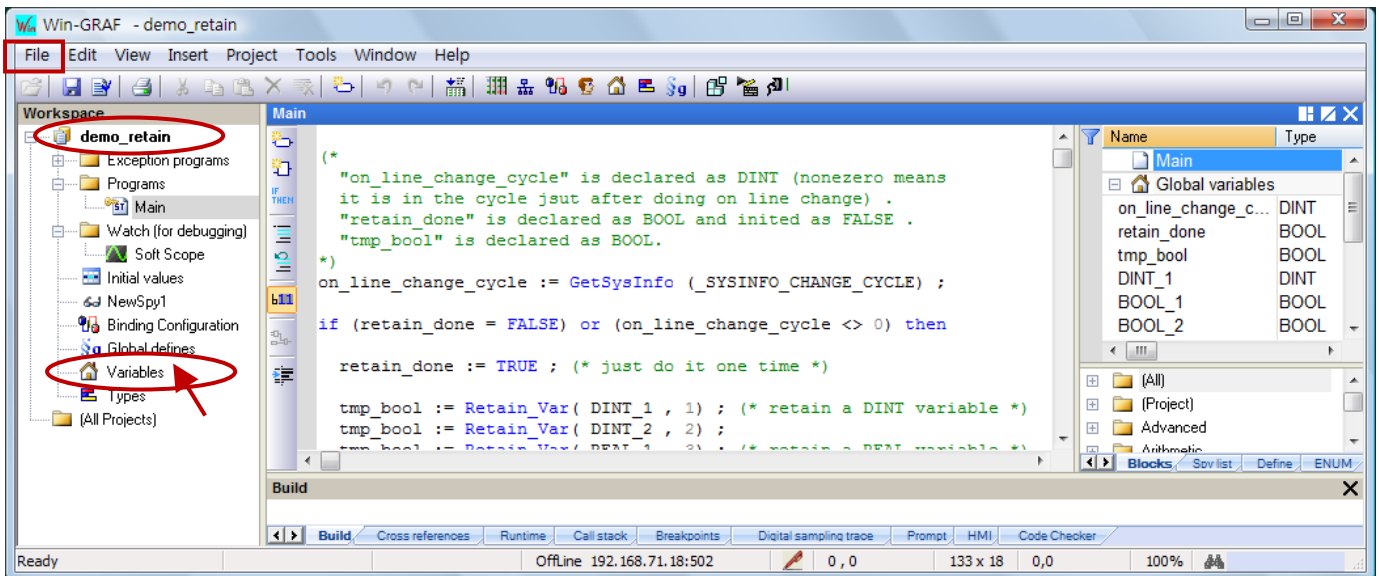 Win-GRAF - demo_retain
File Edit View Insert Project Tools Window Help
Workspace
demo_retain
Exception programs
Programs
Main
Watch (for debugging)
Soft Scope
Initial values
NewSpy1
Binding Configuration
Global defines
Variables
Types
(All Projects)
Main
(*
"on_line_change_cycle" is declared as DINT (nonezero means
it is in the cycle jsut after doing on line change) .
"retain_done" is declared as BOOL and inited as FALSE .
"tmp_bool" is declared as BOOL.
*)
on_line_change_cycle := GetSysInfo (_SYSINFO_CHANGE_CYCLE) ;
if (retain_done = FALSE) or (on_line_change_cycle <> 0) then
retain_done := TRUE ; (* just do it one time *)
tmp_bool := Retain_Var( DINT_1 , 1) ; (* retain a DINT variable *)
tmp_bool := Retain_Var( DINT_2 , 2) ;
tmp_bool := Retain_Var( REAL_1 , 3) ; (* retain a REAL variable *)
Name Type
Main
Global variables
on_line_change_c... DINT
retain_done BOOL
tmp_bool BOOL
DINT_1 DINT
BOOL_1 BOOL
BOOL_2 BOOL
(All)
(Project)
Advanced
Arithmetic
Blocks Spy list Define ENUM
Build
Build Cross references Runtime Call stack Breakpoints Digital sampling trace Prompt HMI Code Checker
Ready OffLine 192.168.71.18:502 0 , 0 133 x 18 0,0 100%